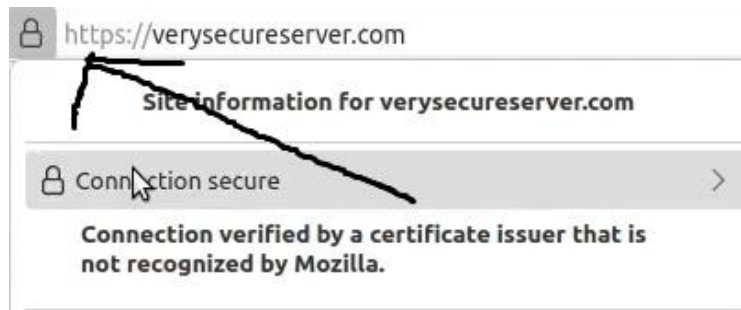 https://verysecureserver.com
Site information for verysecureserver.com
Connection secure
Connection verified by a certificate issuer that is
not recognized by Mozilla.